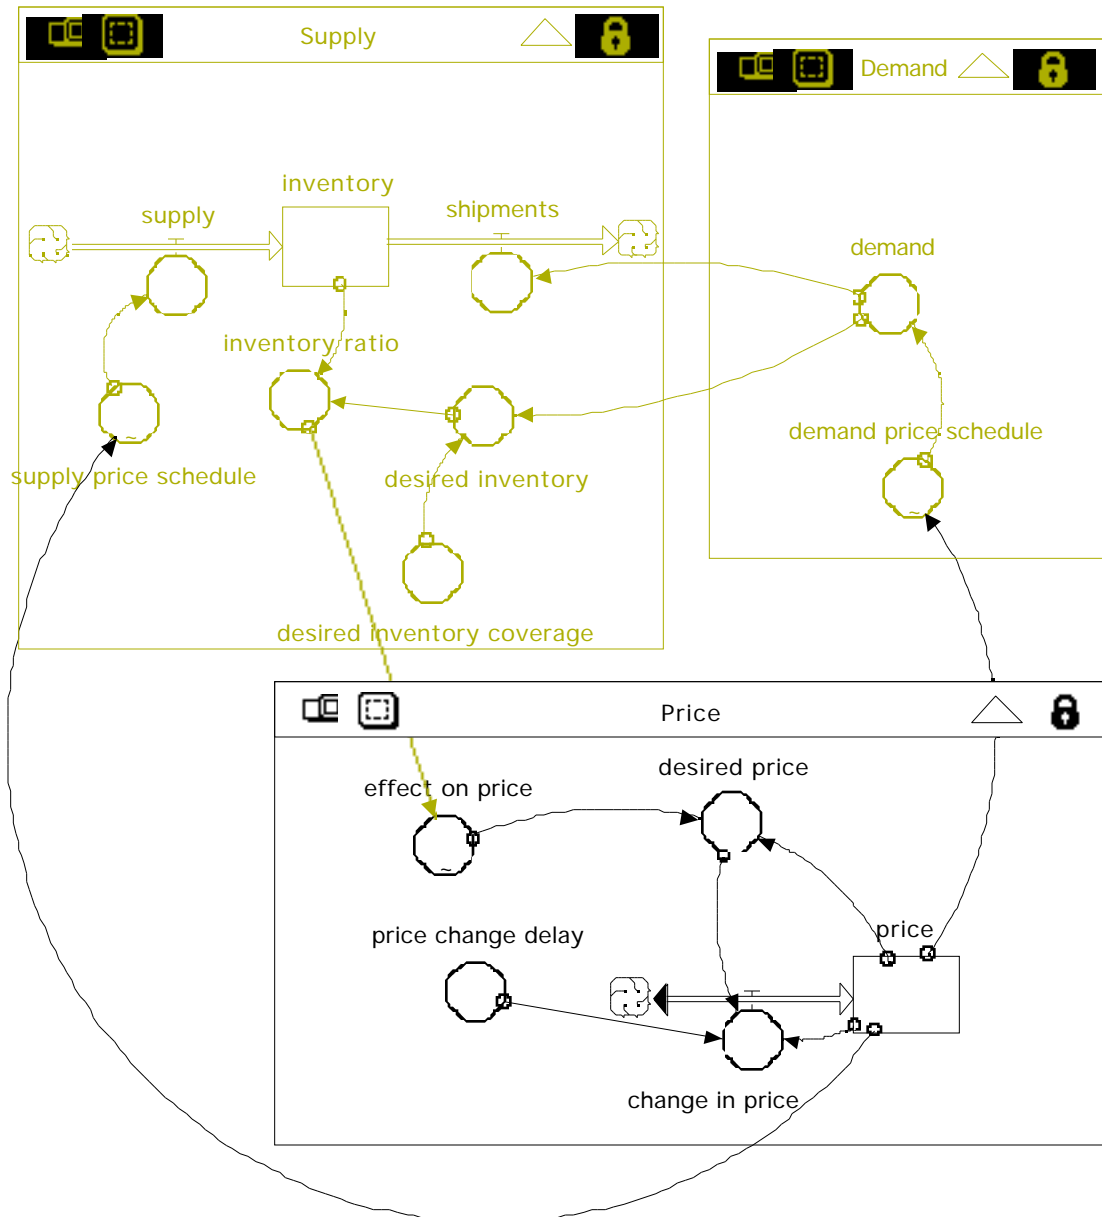 Supply
Demand
inventory
supply
shipments
demand
inventory ratio
demand price schedule
supply price schedule
desired inventory
desired inventory coverage
Price
desired price
effect on price
price change delay
price
change in price
~
~
~